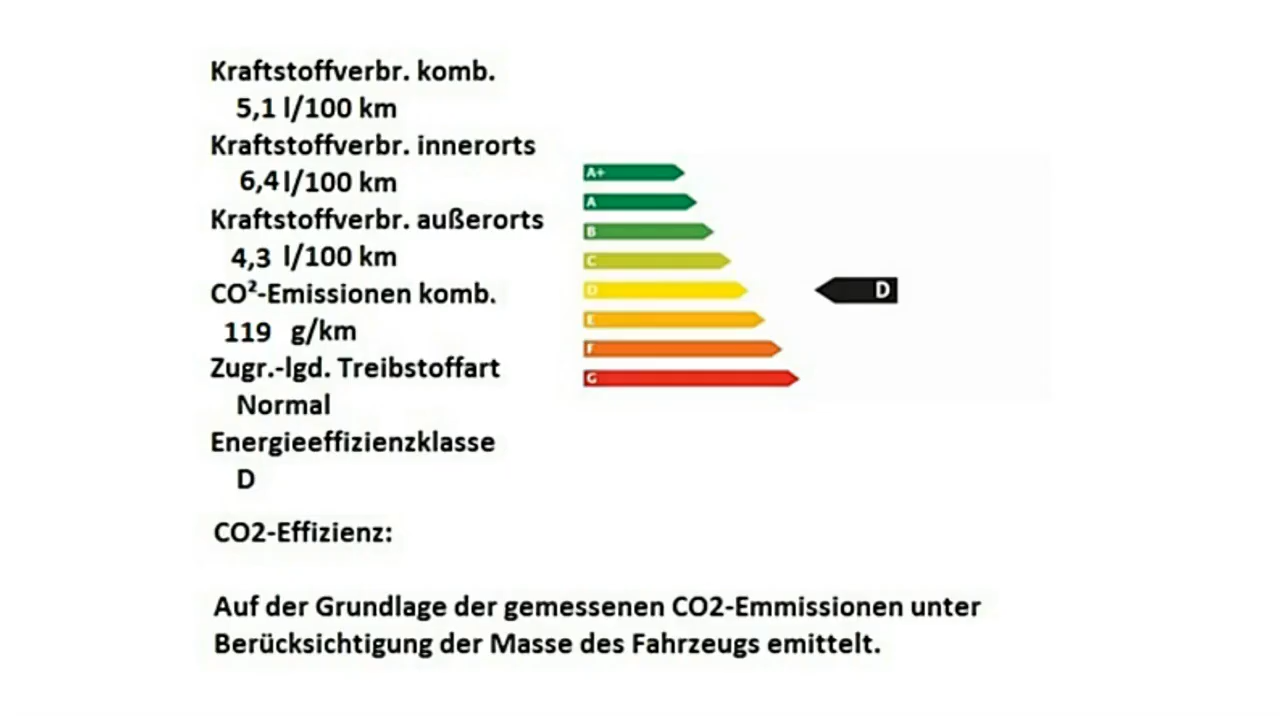 Kraftstoffverbr. komb.
5,1 l/100 km
Kraftstoffverbr. innerorts
6,4 l/100 km
Kraftstoffverbr. außerorts
4,3 l/100 km
CO²-Emissionen komb.
119 g/km
Zugr.-lgd. Treibstoffart
Normal
Energieeffizienzklasse
D
A+
A
B
C
D
E
F
G
D
CO2-Effizienz:
Auf der Grundlage der gemessenen CO2-Emmissionen unter
Berücksichtigung der Masse des Fahrzeugs emittelt.